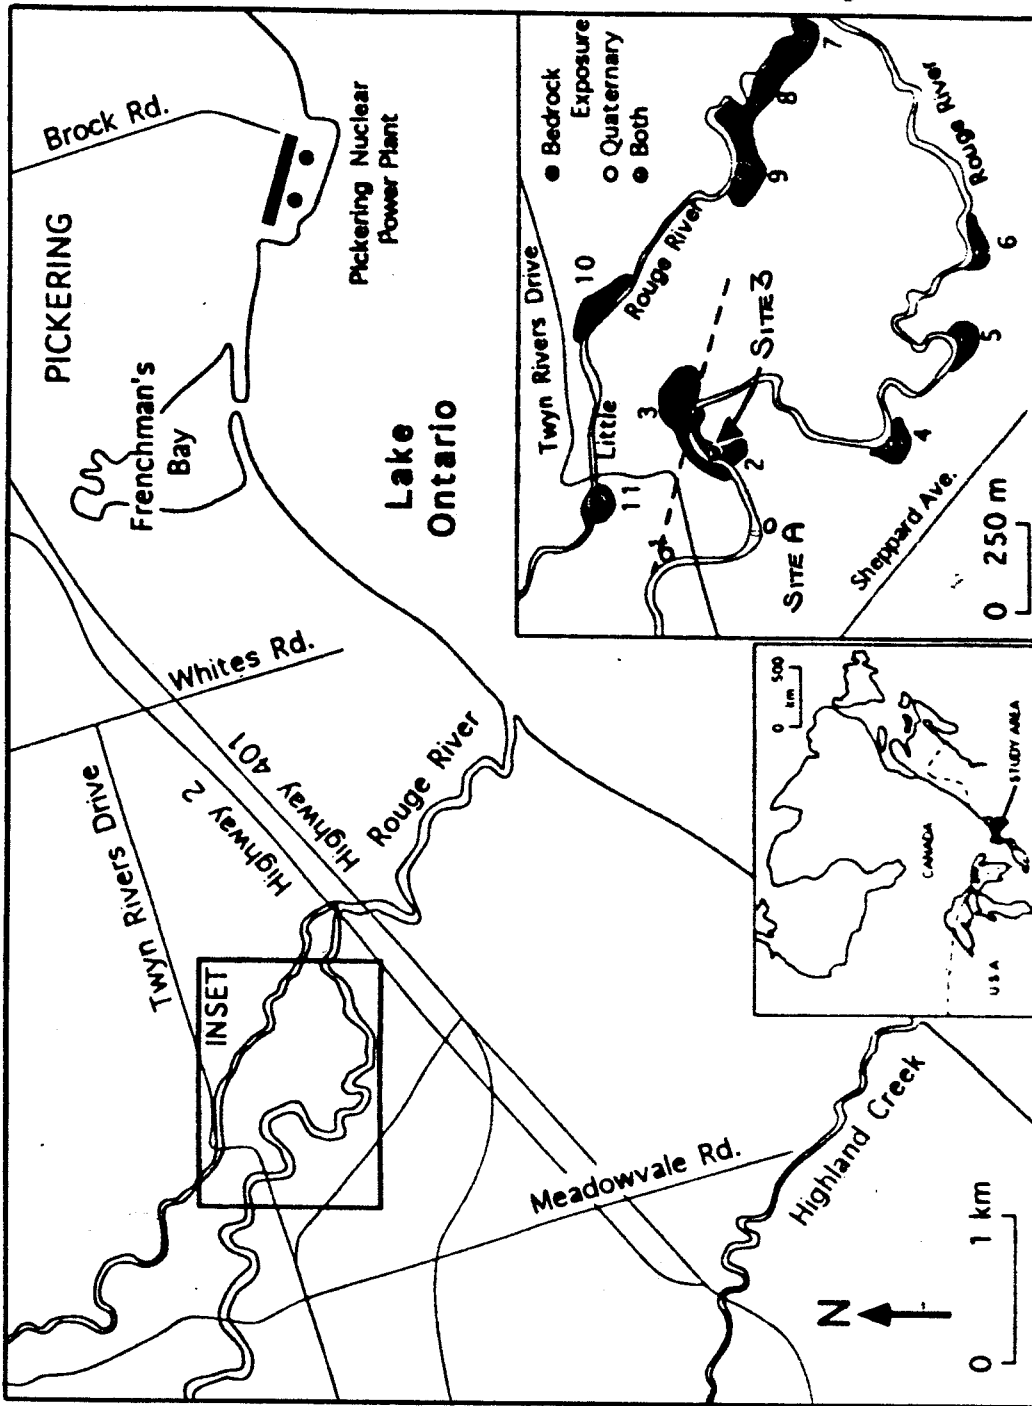 PICKERING
Brock Rd.
Frenchman's
Bay
Pickering Nuclear
Power Plant
Lake
Ontario
Whites Rd.
Twyn Rivers Drive
Highway 2
Highway 401
Rouge River
INSET
Meadowvale Rd.
Highland Creek
N
0 1 km
Bedrock
Exposure
Quaternary
Both
Twyn Rivers Drive
Little
Rouge River
Rouge River
Sheppard Ave.
SITE 3
SITE A
2
3
4
5
6
7
8
9
10
11
0 250 m
0 500
km
CANADA
USA
STUDY AREA